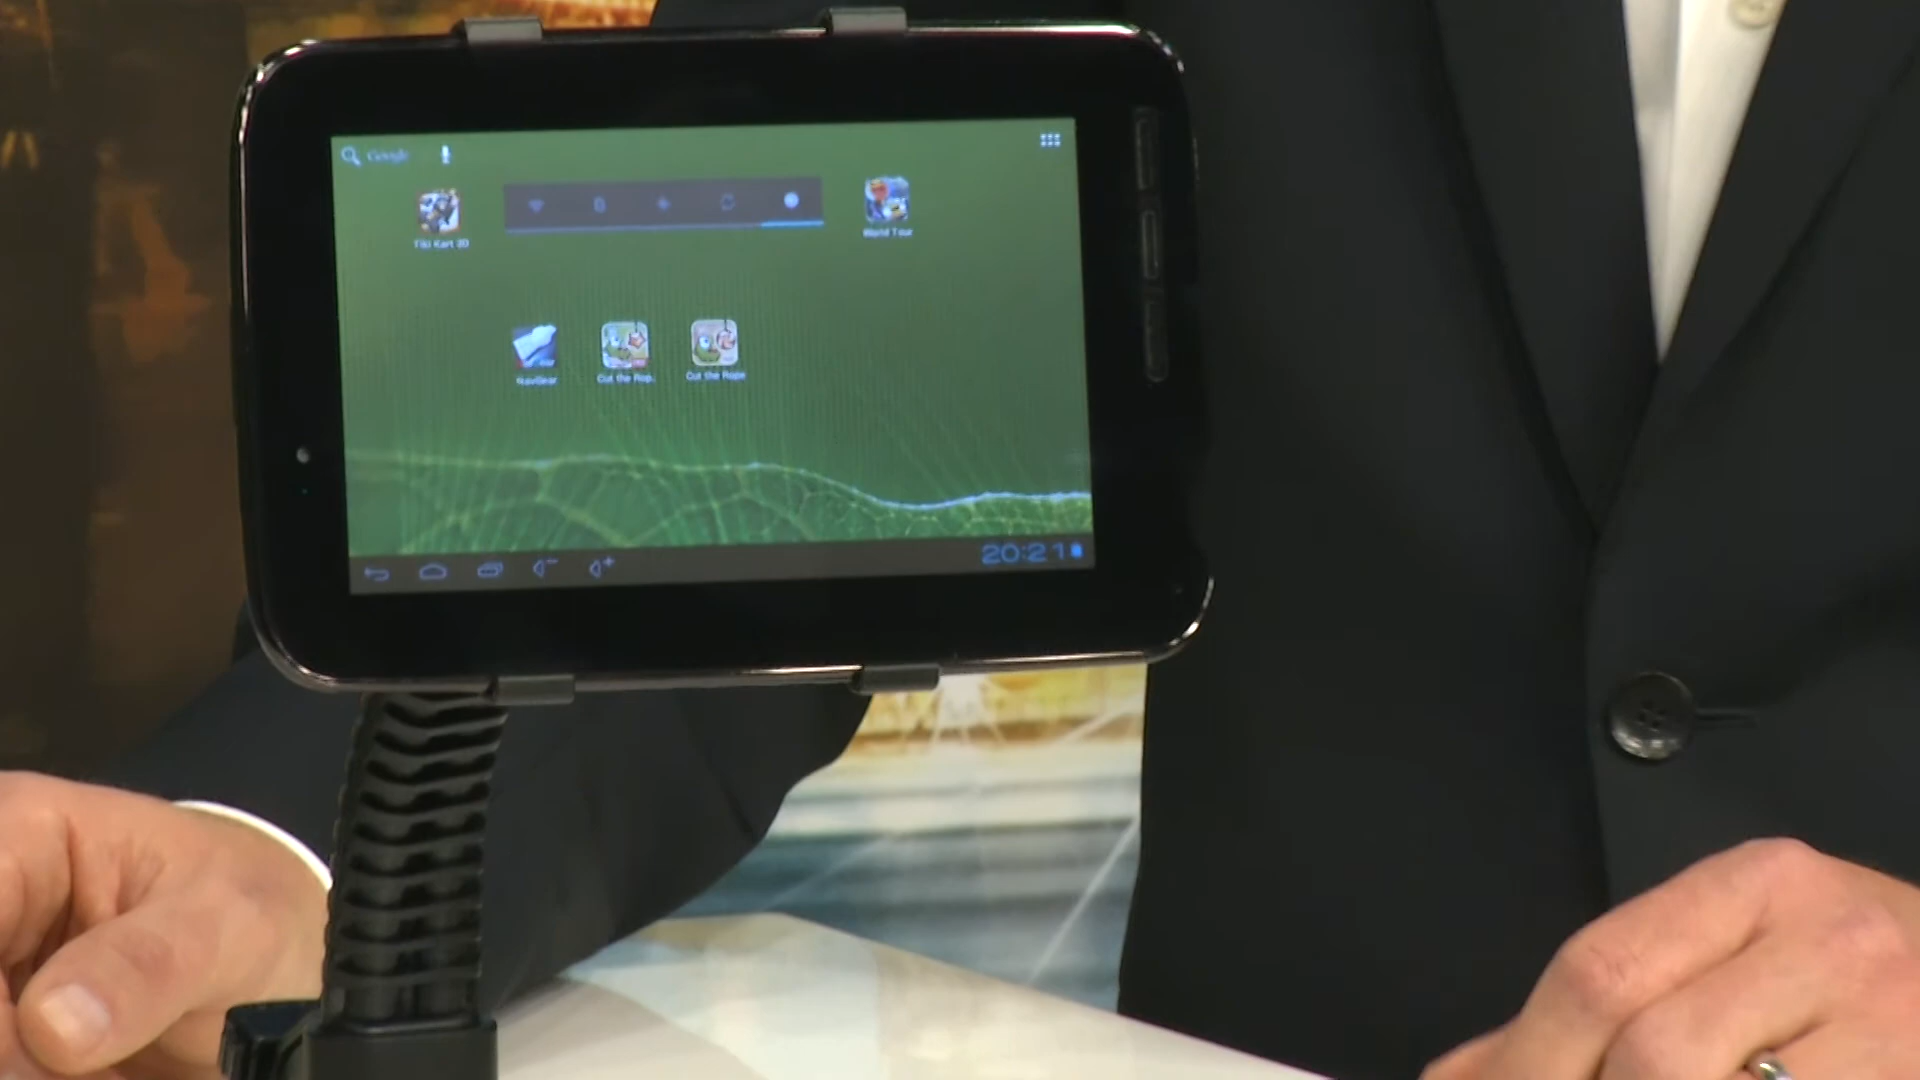 Google
Tiki Kart 3D
World Tour
NavGear
Cut the Rop..
Cut the Rope
20:21